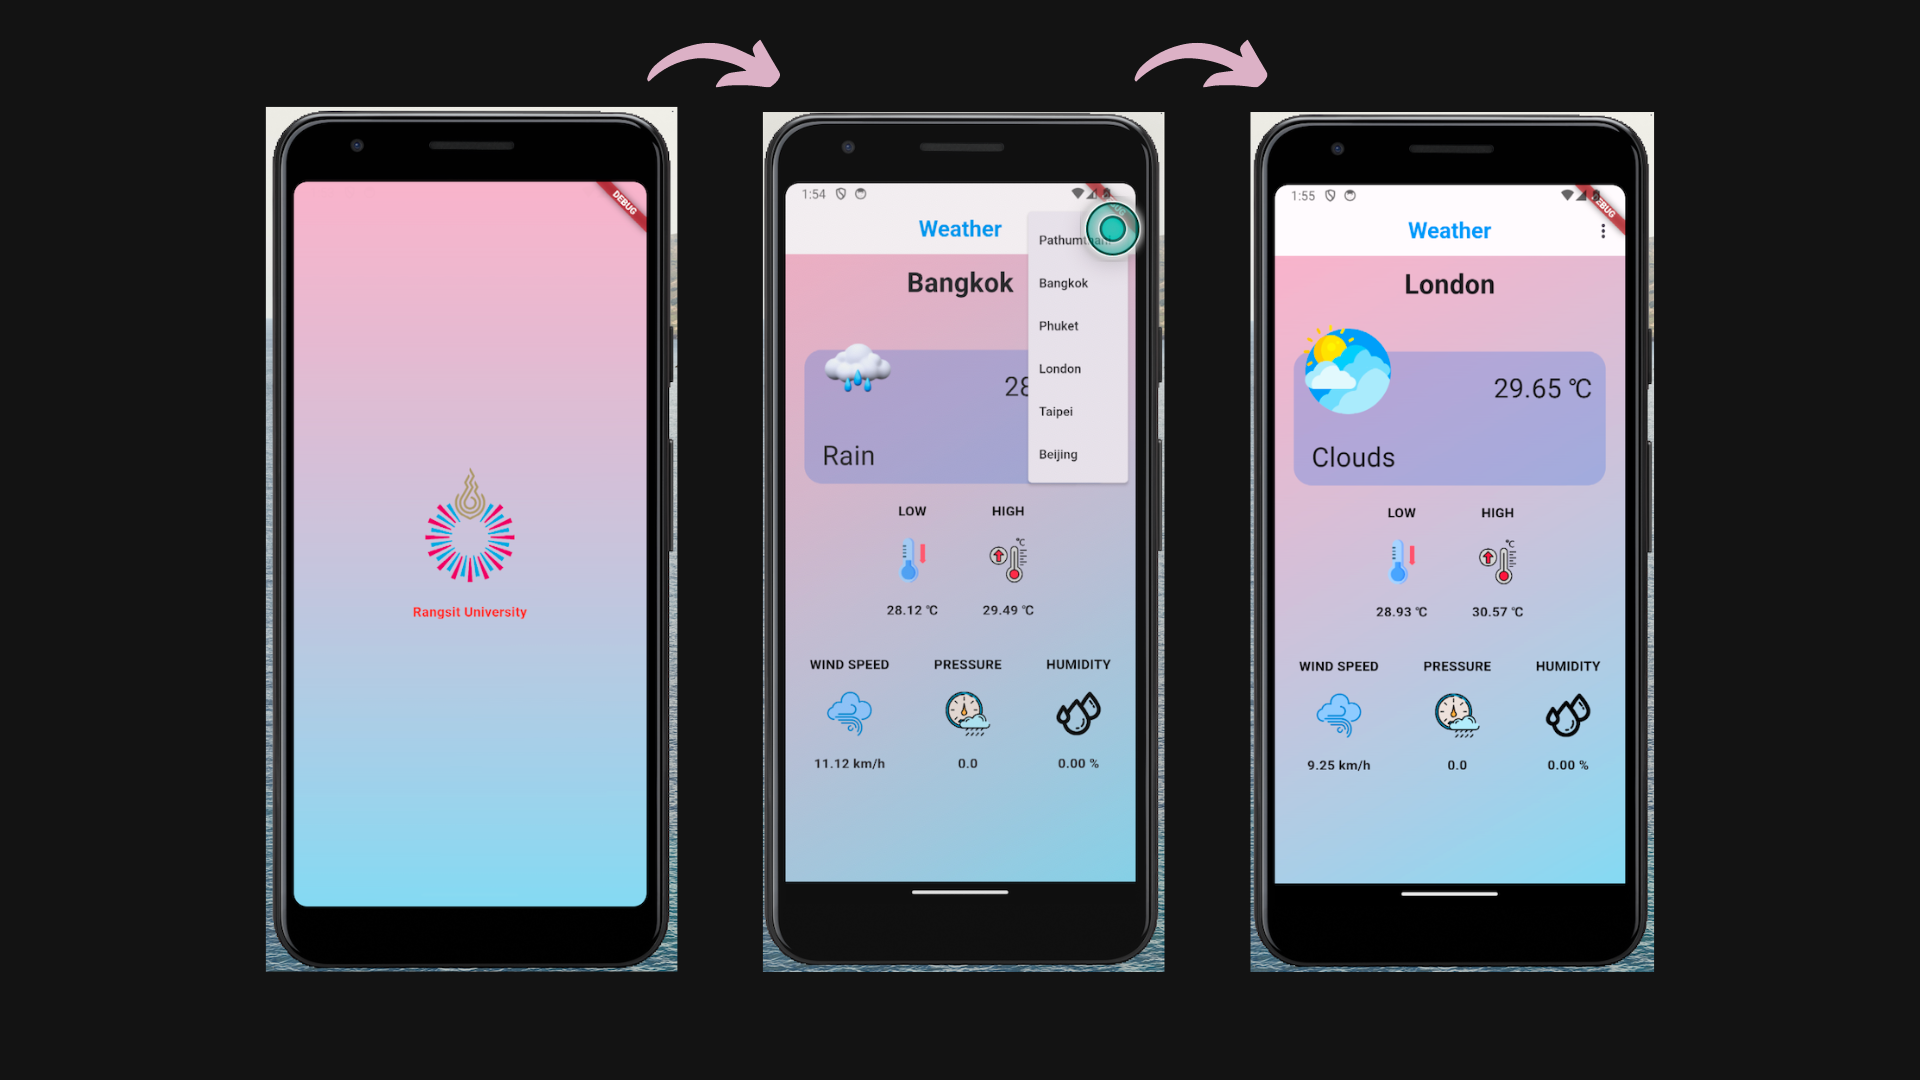 DEBUG
Rangsit University
1:54
Weather
Bangkok
Bangkok
Phuket
London
Taipei
Beijing
28
Rain
LOW HIGH
28.12 °C 29.49 °C
WIND SPEED PRESSURE HUMIDITY
11.12 km/h 0.0 0.00 %
1:55
DEBUG
Weather
London
29.65 °C
Clouds
LOW HIGH
°C
28.93 °C 30.57 °C
WIND SPEED PRESSURE HUMIDITY
9.25 km/h 0.0 0.00 %